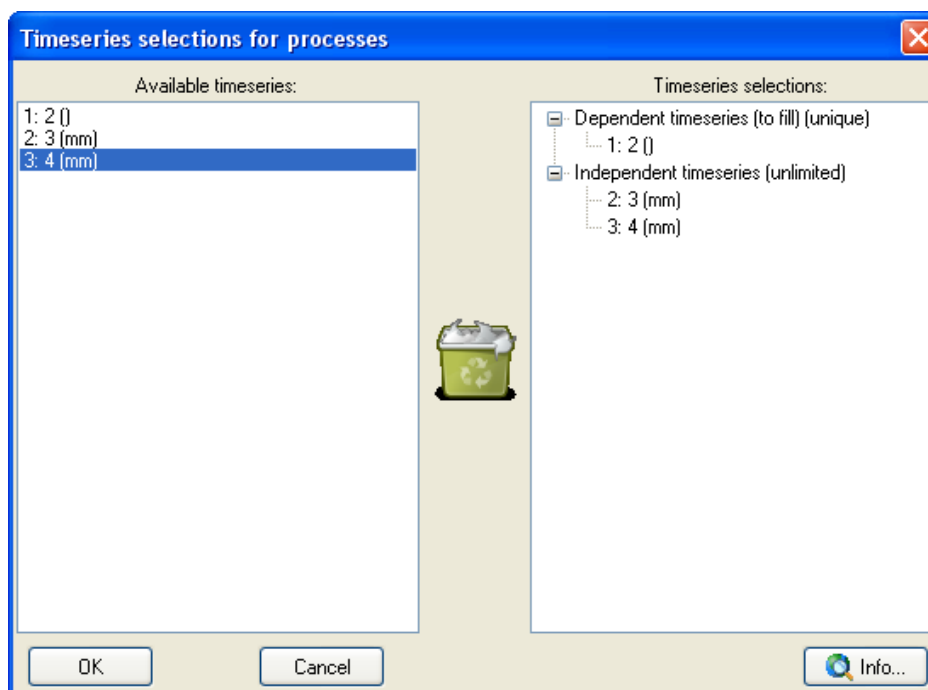 Timeseries selections for processes
Available timeseries:
1: 2 ()
2: 3 (mm)
3: 4 (mm)
Timeseries selections:
Dependent timeseries (to fill) (unique)
1: 2 ()
Independent timeseries (unlimited)
2: 3 (mm)
3: 4 (mm)
OK
Cancel
Info...